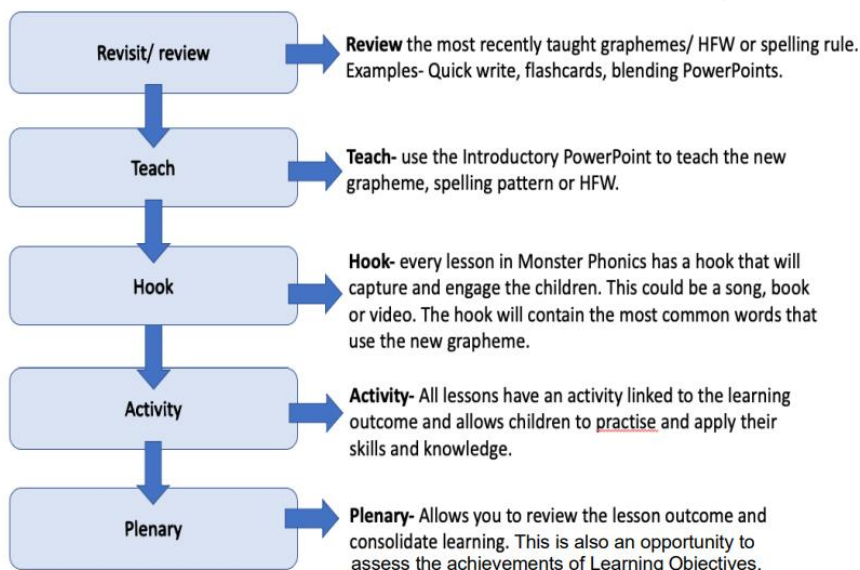 Revisit/ review
Review the most recently taught graphemes/ HFW or spelling rule.
Examples- Quick write, flashcards, blending PowerPoints.
Teach
Teach- use the Introductory PowerPoint to teach the new
grapheme, spelling pattern or HFW.
Hook
Hook- every lesson in Monster Phonics has a hook that will
capture and engage the children. This could be a song, book
or video. The hook will contain the most common words that
use the new grapheme.
Activity
Activity- All lessons have an activity linked to the learning
outcome and allows children to practise and apply their
skills and knowledge.
Plenary
Plenary- Allows you to review the lesson outcome and
consolidate learning. This is also an opportunity to
assess the achievements of Learning Objectives.